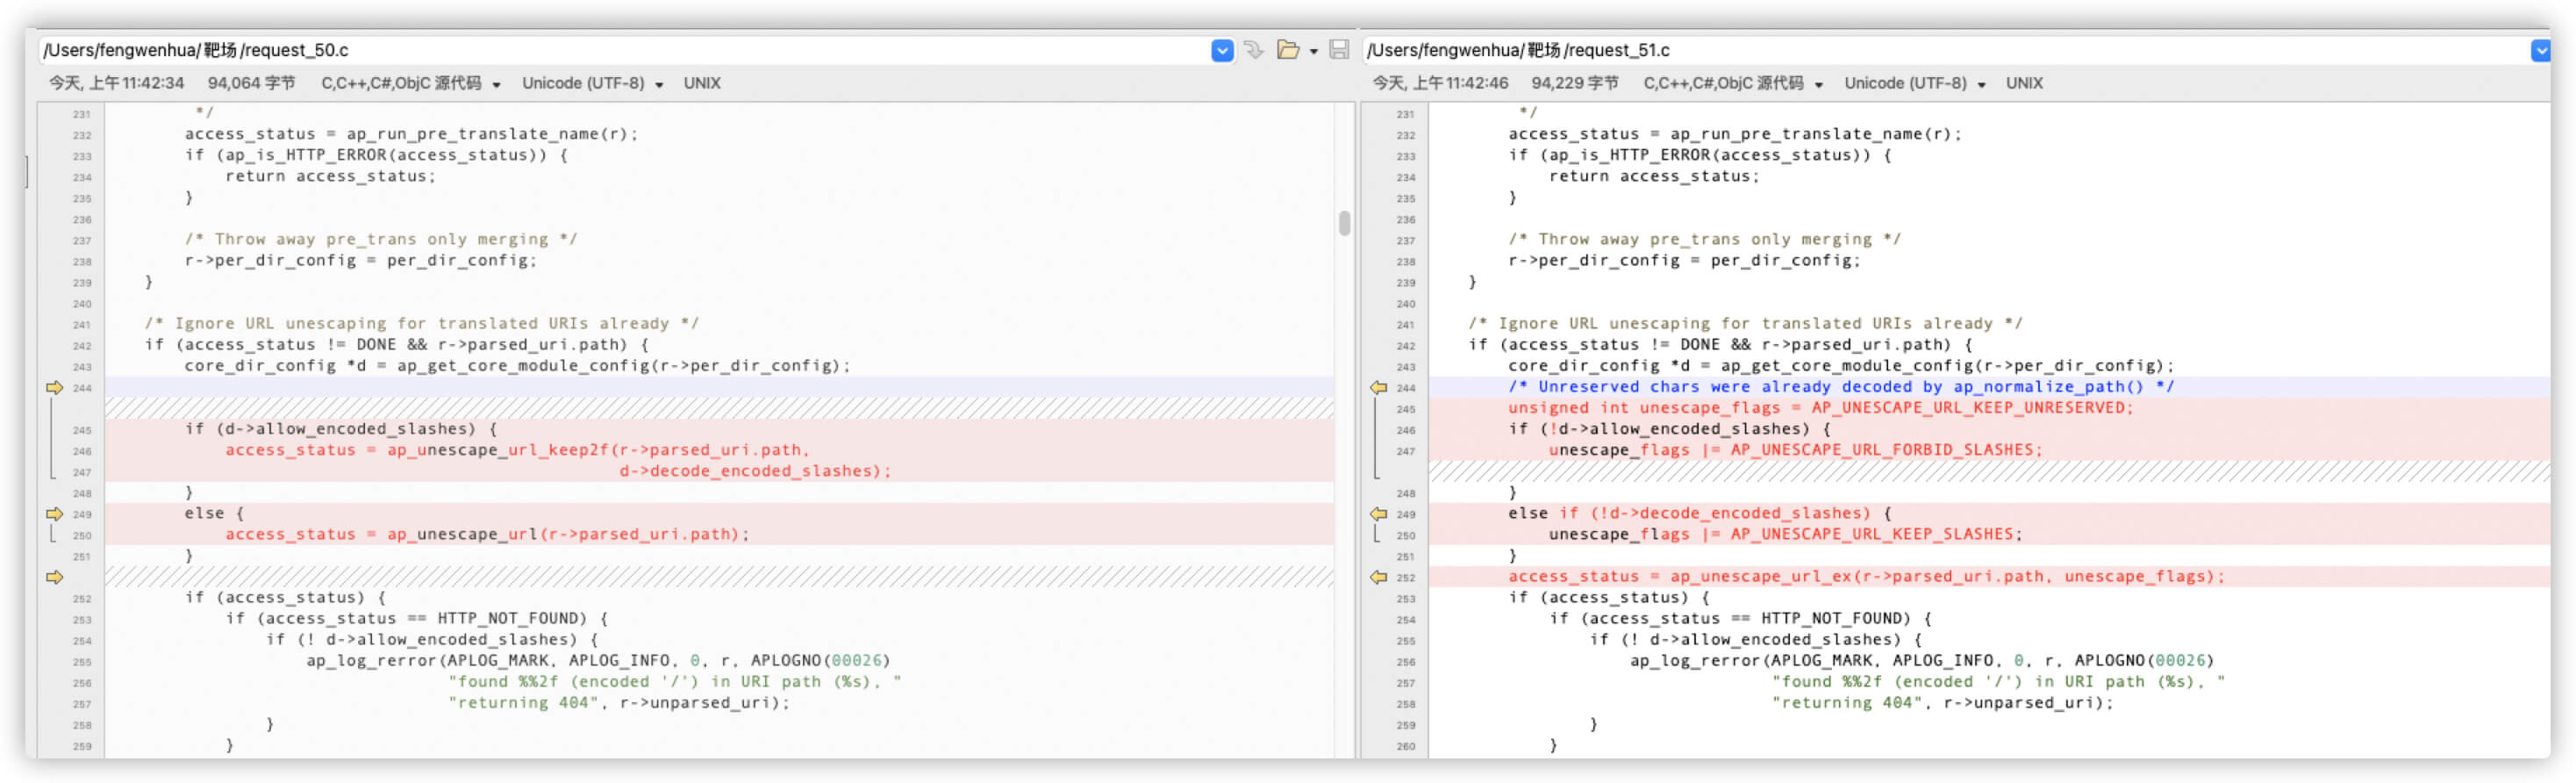 /Users/fengwenhua/靶场/request_50.c
今天, 上午11:42:34 94,064 字节 C,C++,C#,ObjC 源代码 Unicode (UTF-8) UNIX
231 */
232 access_status = ap_run_pre_translate_name(r);
233 if (ap_is_HTTP_ERROR(access_status)) {
234 return access_status;
235 }
236
237 /* Throw away pre_trans only merging */
238 r->per_dir_config = per_dir_config;
239 }
240
241 /* Ignore URL unescaping for translated URIs already */
242 if (access_status != DONE && r->parsed_uri.path) {
243 core_dir_config *d = ap_get_core_module_config(r->per_dir_config);
244
245 if (d->allow_encoded_slashes) {
246 access_status = ap_unescape_url_keep2f(r->parsed_uri.path,
247 d->decode_encoded_slashes);
248 }
249 else {
250 access_status = ap_unescape_url(r->parsed_uri.path);
251 }
252 if (access_status) {
253 if (access_status == HTTP_NOT_FOUND) {
254 if (! d->allow_encoded_slashes) {
255 ap_log_rerror(APLOG_MARK, APLOG_INFO, 0, r, APLOGNO(00026)
256 "found %%2f (encoded '/') in URI path (%s), "
257 "returning 404", r->unparsed_uri);
258 }
259 }
/Users/fengwenhua/靶场/request_51.c
今天, 上午11:42:46 94,229 字节 C,C++,C#,ObjC 源代码 Unicode (UTF-8) UNIX
231 */
232 access_status = ap_run_pre_translate_name(r);
233 if (ap_is_HTTP_ERROR(access_status)) {
234 return access_status;
235 }
236
237 /* Throw away pre_trans only merging */
238 r->per_dir_config = per_dir_config;
239 }
240
241 /* Ignore URL unescaping for translated URIs already */
242 if (access_status != DONE && r->parsed_uri.path) {
243 core_dir_config *d = ap_get_core_module_config(r->per_dir_config);
244 /* Unreserved chars were already decoded by ap_normalize_path() */
245 unsigned int unescape_flags = AP_UNESCAPE_URL_KEEP_UNRESERVED;
246 if (!d->allow_encoded_slashes) {
247 unescape_flags |= AP_UNESCAPE_URL_FORBID_SLASHES;
248 }
249 else if (!d->decode_encoded_slashes) {
250 unescape_flags |= AP_UNESCAPE_URL_KEEP_SLASHES;
251 }
252 access_status = ap_unescape_url_ex(r->parsed_uri.path, unescape_flags);
253 if (access_status) {
254 if (access_status == HTTP_NOT_FOUND) {
255 if (! d->allow_encoded_slashes) {
256 ap_log_rerror(APLOG_MARK, APLOG_INFO, 0, r, APLOGNO(00026)
257 "found %%2f (encoded '/') in URI path (%s), "
258 "returning 404", r->unparsed_uri);
259 }
260 }